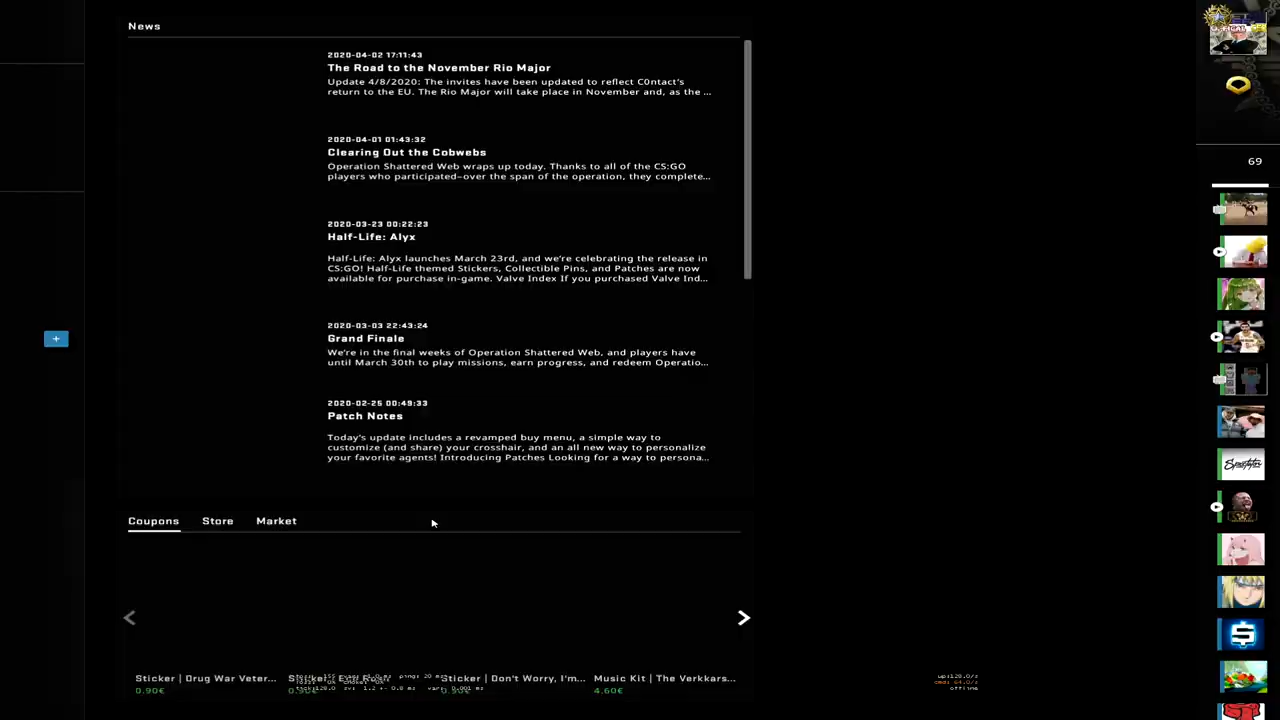 News
2020-04-02 17:11:43
The Road to the November Rio Major
Update 4/8/2020: The invites have been updated to reflect C0ntact's
return to the EU. The Rio Major will take place in November and, as the ...
2020-04-01 01:43:32
Clearing Out the Cobwebs
Operation Shattered Web wraps up today. Thanks to all of the CS:GO
players who participated–over the span of the operation, they complete...
2020-03-23 00:22:23
Half-Life: Alyx
Half-Life: Alyx launches March 23rd, and we're celebrating the release in
CS:GO! Half-Life themed Stickers, Collectible Pins, and Patches are now
available for purchase in-game. Valve Index If you purchased Valve Ind...
2020-03-03 22:43:24
Grand Finale
We're in the final weeks of Operation Shattered Web, and players have
until March 30th to play missions, earn progress, and redeem Operatio...
2020-02-25 00:49:33
Patch Notes
Today's update includes a revamped buy menu, a simple way to
customize (and share) your crosshair, and an all new way to personalize
your favorite agents! Introducing Patches Looking for a way to persona...
Coupons Store Market
Sticker | Drug War Veter...
0.90€
Sticker | Don't Worry, I'm...
Music Kit | The Verkkars...
4.60€
up:128.0/s
cmd: 64.0/s
offline
69